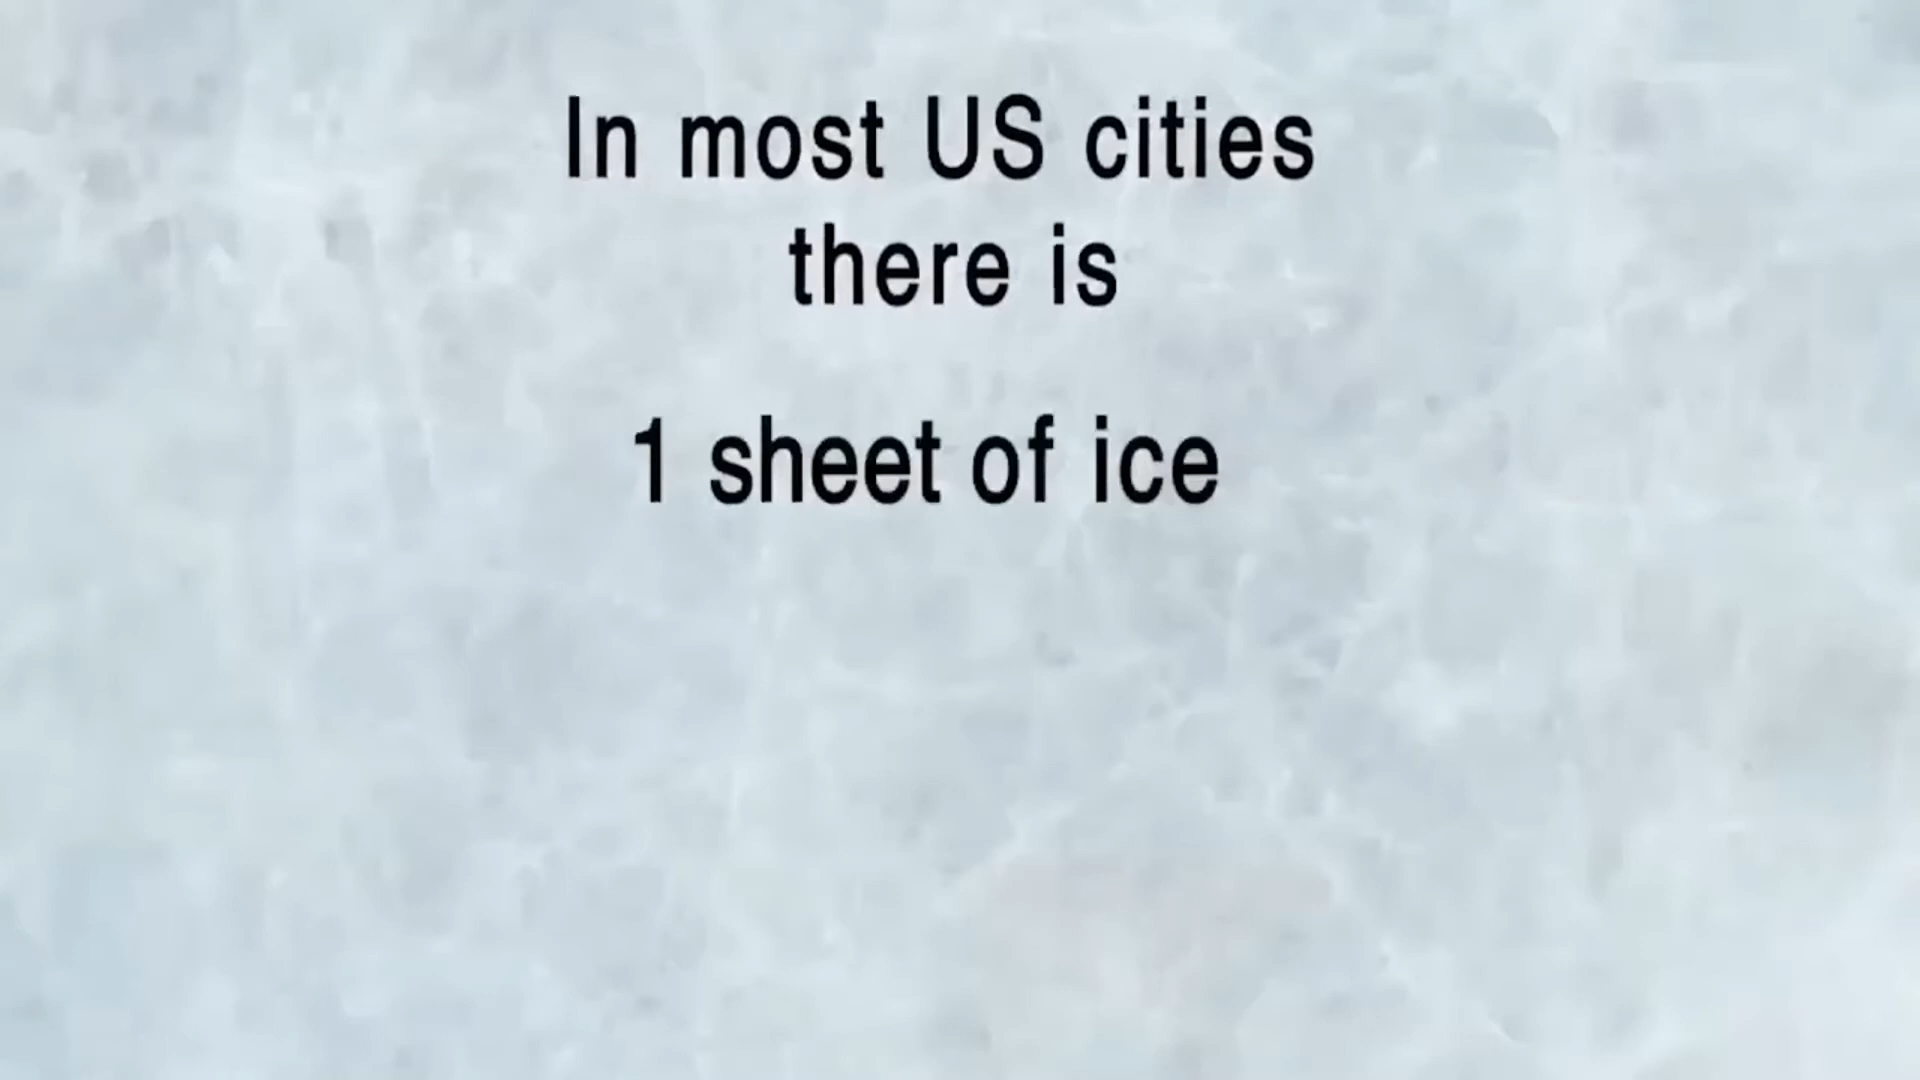 In most US cities
there is
1 sheet of ice